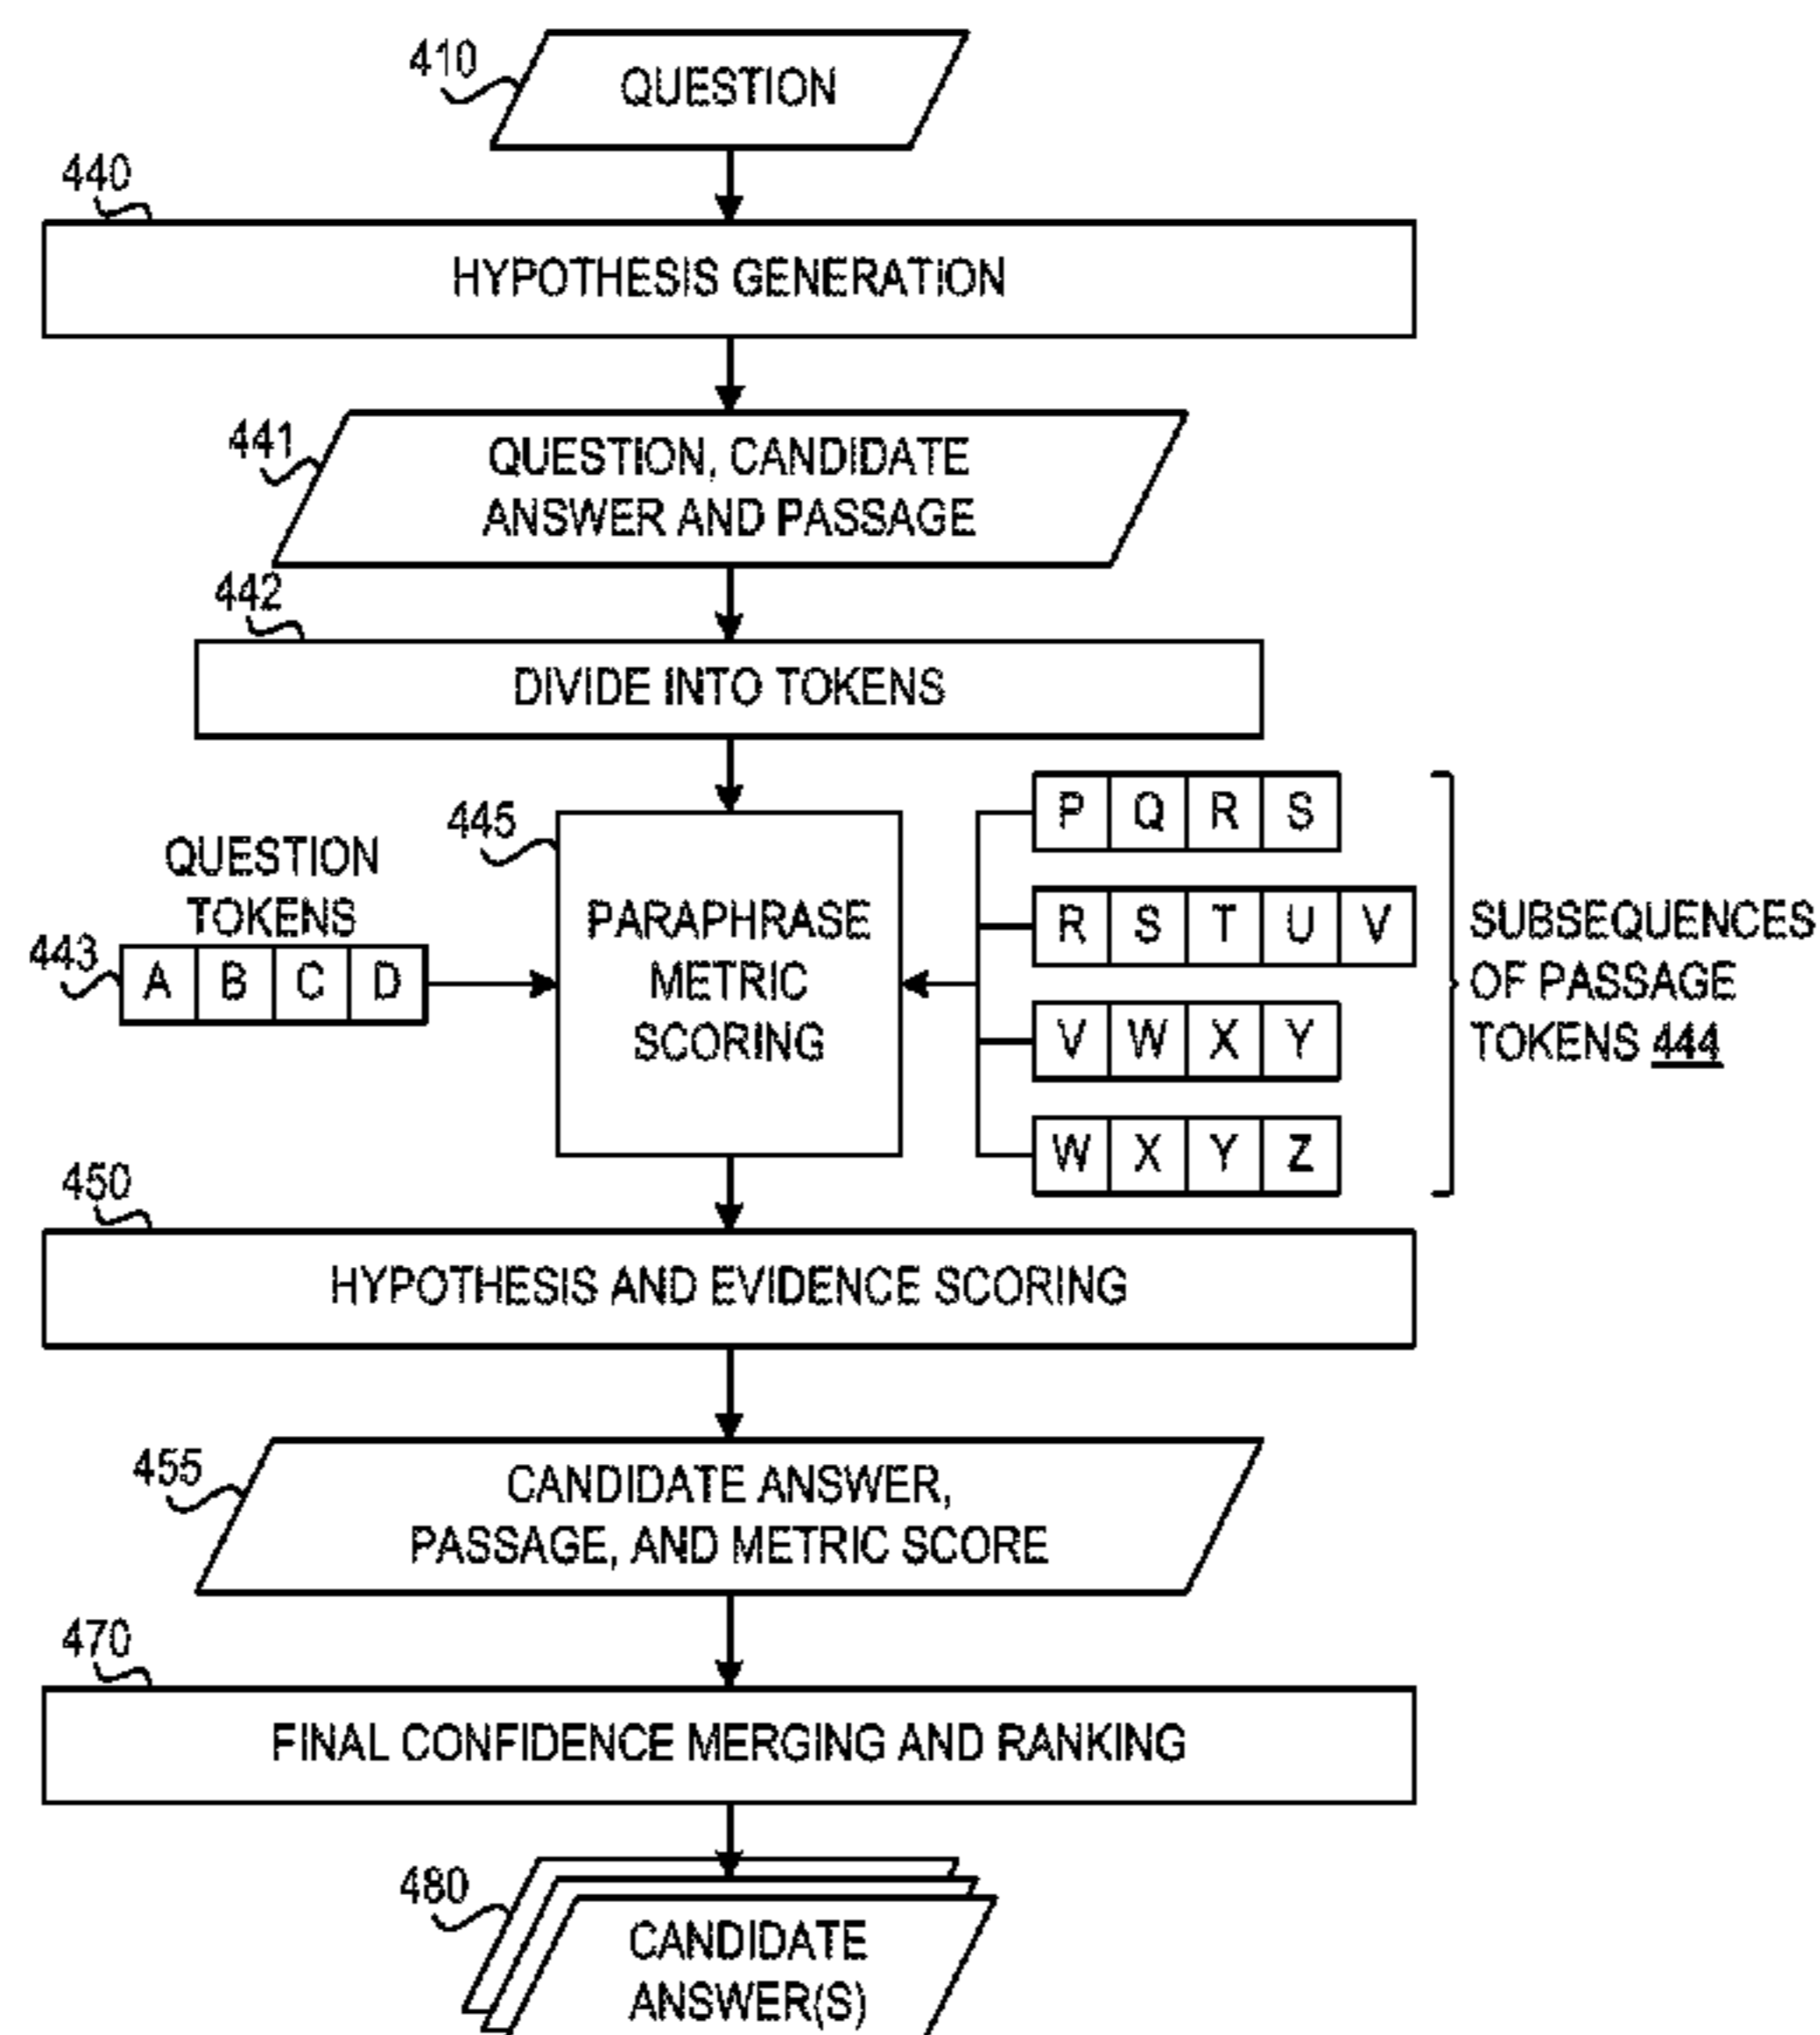 410
QUESTION
440
HYPOTHESIS GENERATION
441
QUESTION, CANDIDATE
ANSWER AND PASSAGE
442
DIVIDE INTO TOKENS
443
QUESTION
TOKENS
A B C D
445
PARAPHRASE
METRIC
SCORING
P Q R S
R S T U V
V W X Y
W X Y Z
SUBSEQUENCES
OF PASSAGE
TOKENS 444
450
HYPOTHESIS AND EVIDENCE SCORING
455
CANDIDATE ANSWER,
PASSAGE, AND METRIC SCORE
470
FINAL CONFIDENCE MERGING AND RANKING
480
CANDIDATE
ANSWER(S)